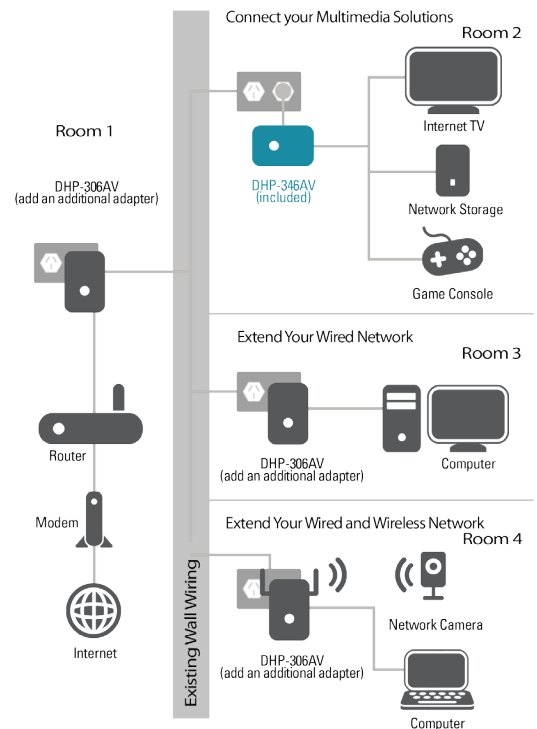 Connect your Multimedia Solutions
Room 2
Internet TV
Room 1
DHP-306AV
(add an additional adapter)
DHP-346AV
(included)
Network Storage
Game Console
Extend Your Wired Network
Room 3
DHP-306AV
(add an additional adapter)
Computer
Router
Modem
Internet
Existing Wall Wiring
Extend Your Wired and Wireless Network
Room 4
Network Camera
DHP-306AV
(add an additional adapter)
Computer